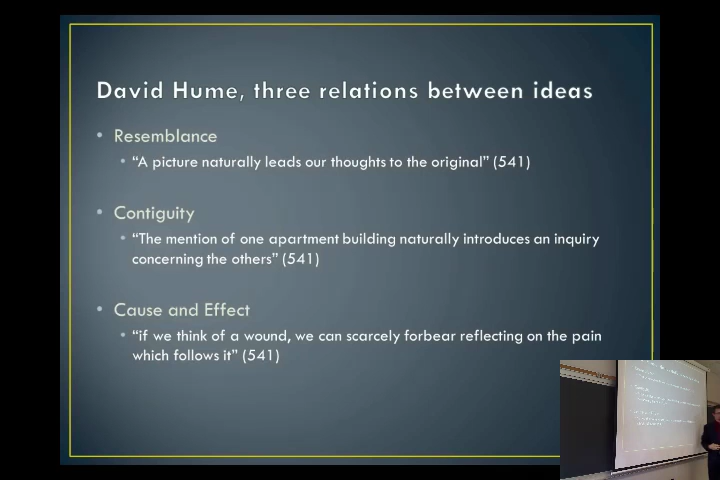 David Hume, three relations between ideas
• Resemblance
• “A picture naturally leads our thoughts to the original” (541)
• Contiguity
• “The mention of one apartment building naturally introduces an inquiry
concerning the others” (541)
• Cause and Effect
• “if we think of a wound, we can scarcely forbear reflecting on the pain
which follows it” (541)